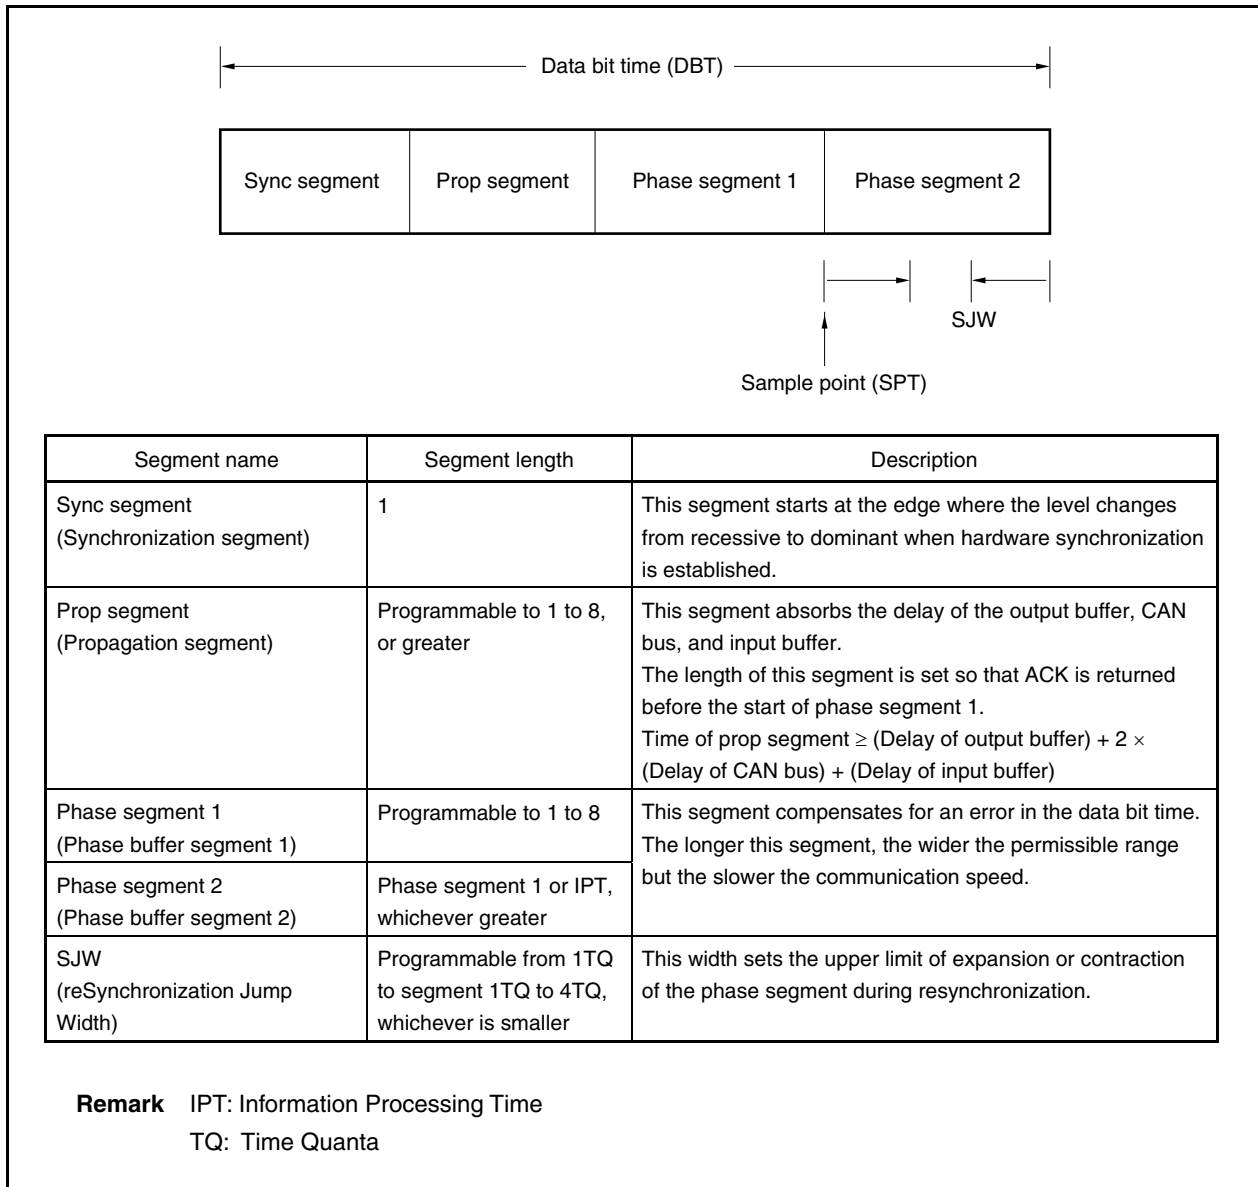 Data bit time (DBT)
Sync segment
Prop segment
Phase segment 1
Phase segment 2
SJW
Sample point (SPT)
Segment name
Segment length
Description
Sync segment
(Synchronization segment)
1
This segment starts at the edge where the level changes
from recessive to dominant when hardware synchronization
is established.
Prop segment
(Propagation segment)
Programmable to 1 to 8,
or greater
This segment absorbs the delay of the output buffer, CAN
bus, and input buffer.
The length of this segment is set so that ACK is returned
before the start of phase segment 1.
Time of prop segment ≥ (Delay of output buffer) + 2 ×
(Delay of CAN bus) + (Delay of input buffer)
Phase segment 1
(Phase buffer segment 1)
Programmable to 1 to 8
This segment compensates for an error in the data bit time.
The longer this segment, the wider the permissible range
but the slower the communication speed.
Phase segment 2
(Phase buffer segment 2)
Phase segment 1 or IPT,
whichever greater
SJW
(reSynchronization Jump
Width)
Programmable from 1TQ
to segment 1TQ to 4TQ,
whichever is smaller
This width sets the upper limit of expansion or contraction
of the phase segment during resynchronization.
Remark IPT: Information Processing Time
TQ: Time Quanta